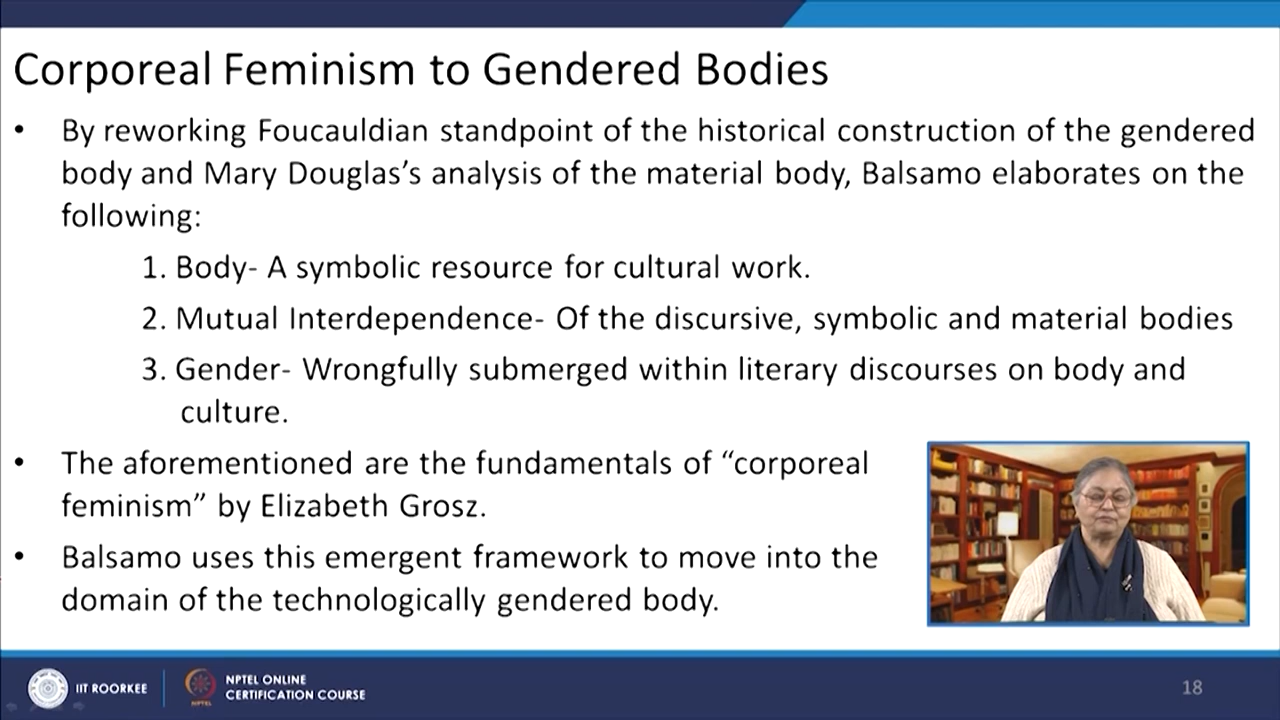 Corporeal Feminism to Gendered Bodies
• By reworking Foucauldian standpoint of the historical construction of the gendered
body and Mary Douglas’s analysis of the material body, Balsamo elaborates on the
following:
1. Body- A symbolic resource for cultural work.
2. Mutual Interdependence- Of the discursive, symbolic and material bodies
3. Gender- Wrongfully submerged within literary discourses on body and
culture.
• The aforementioned are the fundamentals of “corporeal
feminism” by Elizabeth Grosz.
• Balsamo uses this emergent framework to move into the
domain of the technologically gendered body.
IIT ROORKEE
NPTEL
NPTEL ONLINE
CERTIFICATION COURSE
18